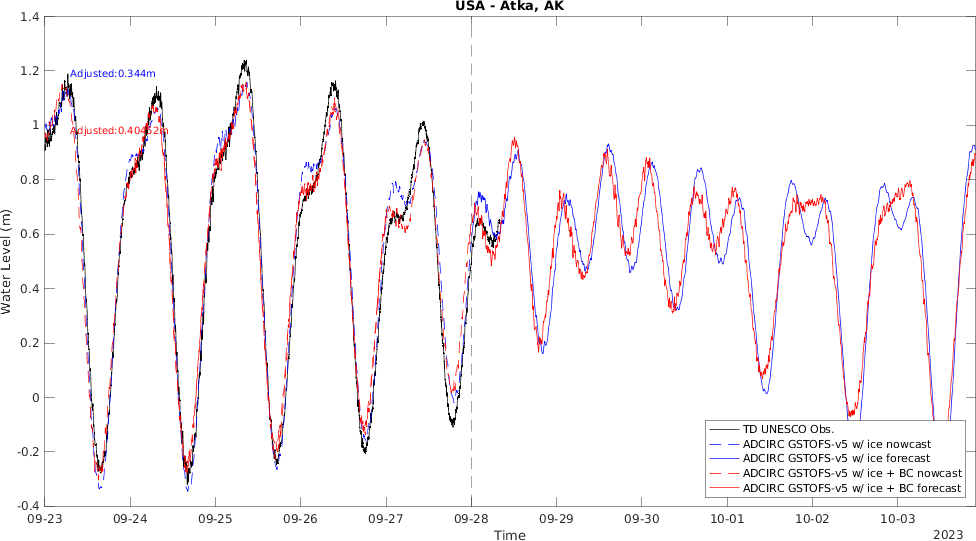 USA - Atka, AK
1.4
1.2
1
0.8
0.6
0.4
0.2
0
-0.2
-0.4
Water Level (m)
Adjusted:0.344m
Adjusted:0.40452m
TD UNESCO Obs.
ADCIRC GSTOFS-v5 w/ ice nowcast
ADCIRC GSTOFS-v5 w/ ice forecast
ADCIRC GSTOFS-v5 w/ ice + BC nowcast
ADCIRC GSTOFS-v5 w/ ice + BC forecast
09-23 09-24 09-25 09-26 09-27 09-28 09-29 09-30 10-01 10-02 10-03
Time
2023